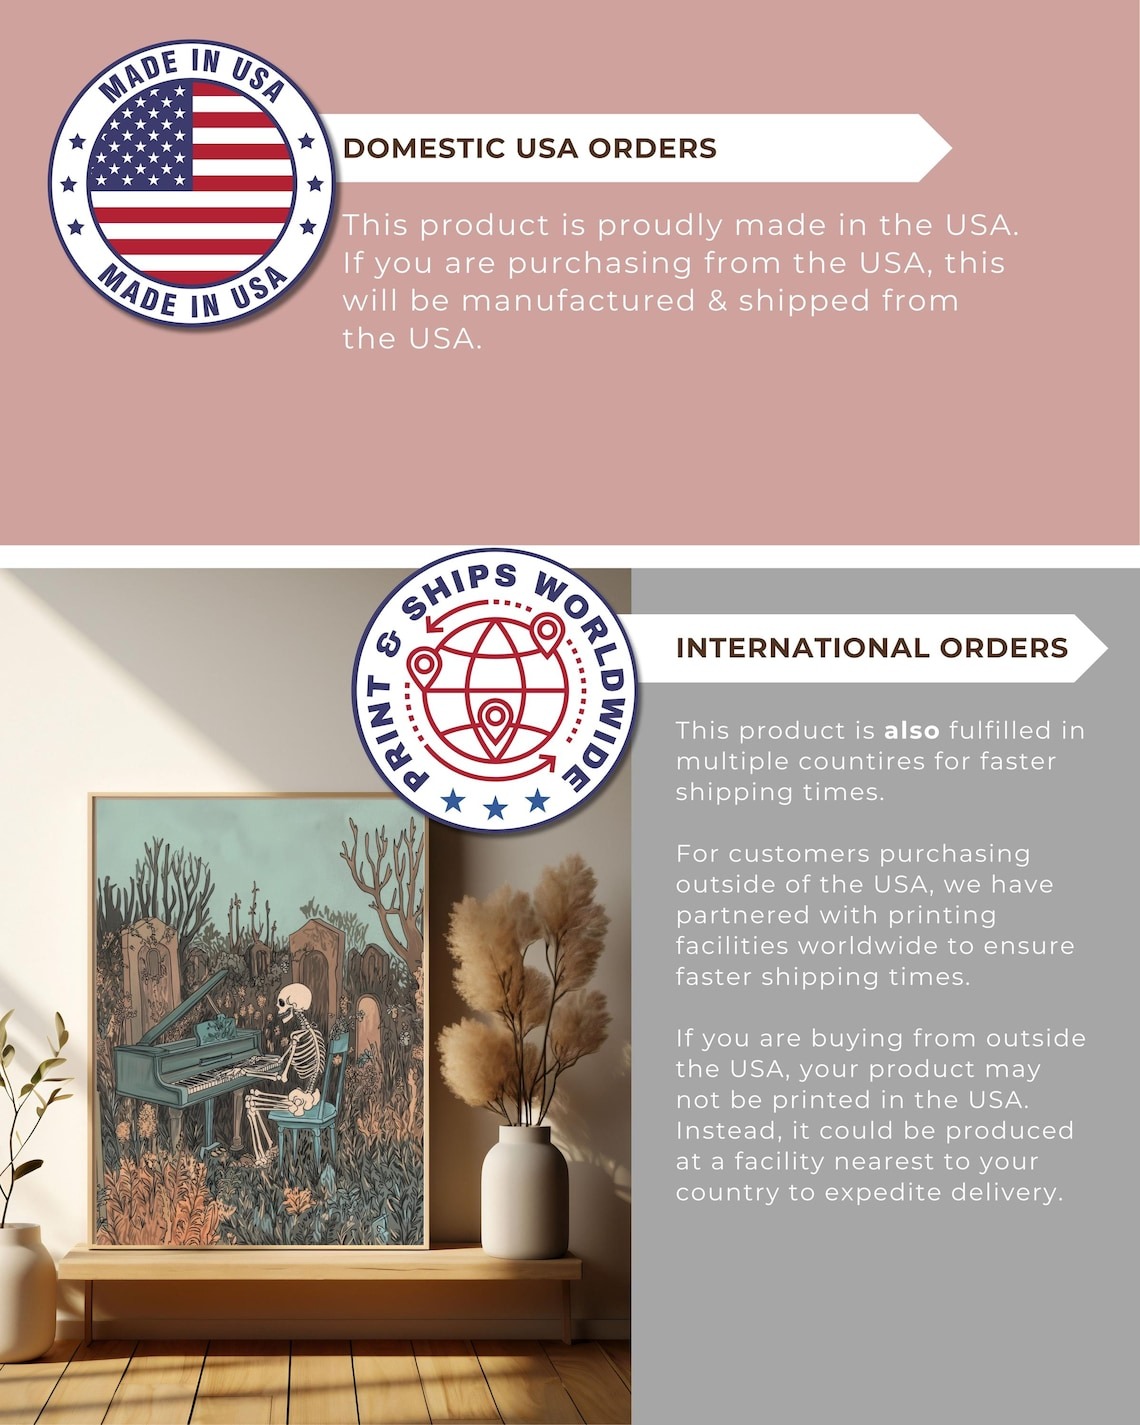 MADE IN USA
MADE IN USA
DOMESTIC USA ORDERS
This product is proudly made in the USA.
If you are purchasing from the USA, this
will be manufactured & shipped from
the USA.
PRINT & SHIPS WORLDWIDE
INTERNATIONAL ORDERS
This product is also fulfilled in
multiple countires for faster
shipping times.
For customers purchasing
outside of the USA, we have
partnered with printing
facilities worldwide to ensure
faster shipping times.
If you are buying from outside
the USA, your product may
not be printed in the USA.
Instead, it could be produced
at a facility nearest to your
country to expedite delivery.